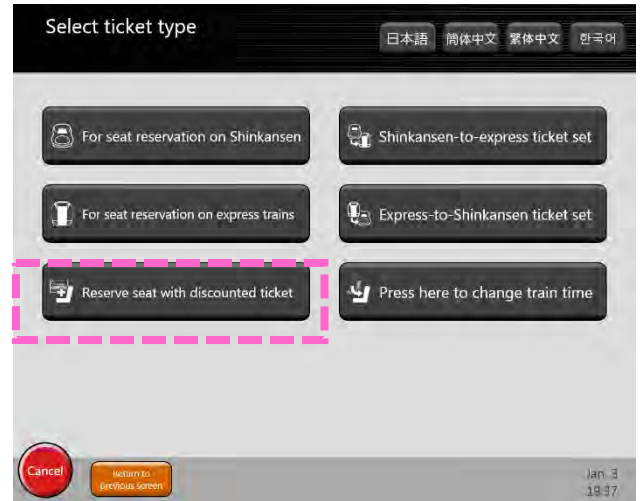 Select ticket type
日本語 简体中文 繁体中文 한국어
For seat reservation on Shinkansen
Shinkansen-to-express ticket set
For seat reservation on express trains
Express-to-Shinkansen ticket set
Reserve seat with discounted ticket
Press here to change train time
Cancel
Return to
previous screen
Jan. 3
19:37